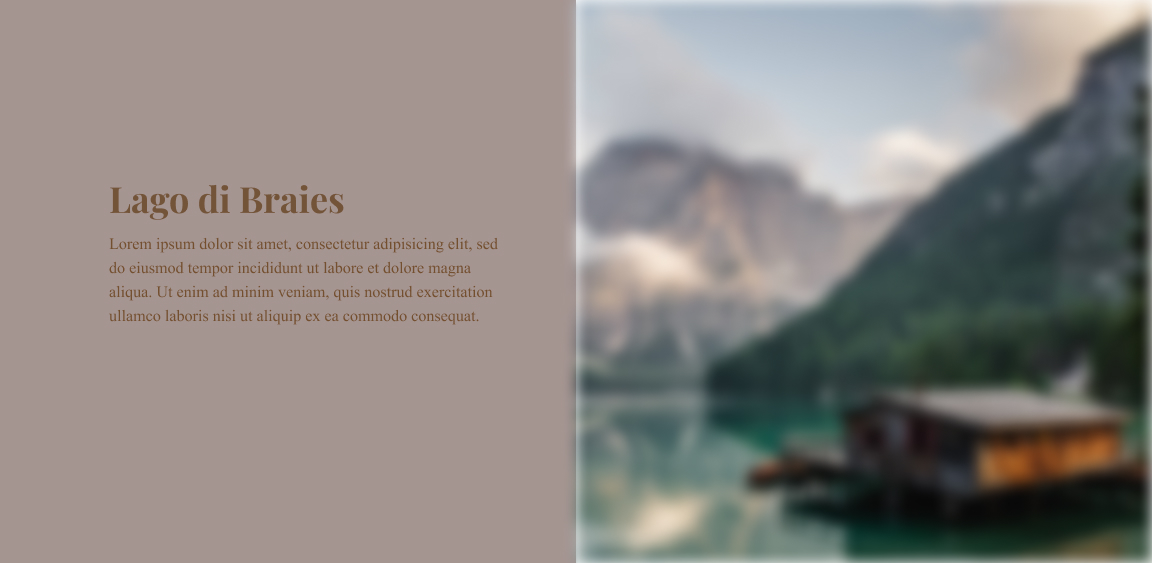 Lago di Braies
Lorem ipsum dolor sit amet, consectetur adipisicing elit, sed
do eiusmod tempor incididunt ut labore et dolore magna
aliqua. Ut enim ad minim veniam, quis nostrud exercitation
ullamco laboris nisi ut aliquip ex ea commodo consequat.